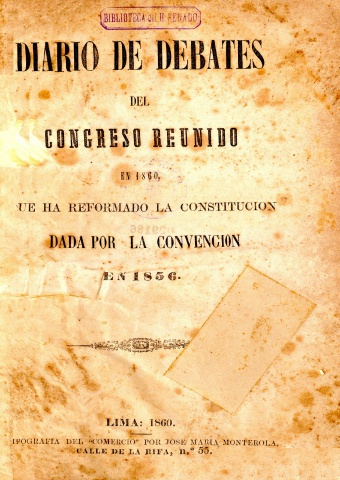 BIBLIOTECA DEL H. SENADO
DIARIO DE DEBATES
DEL
CONGRESO REUNIDO
EN 1860,
UE HA REFORMADO LA CONSTITUCION
DADA POR LA CONVENCION
EN 1856.
LIMA: 1860.
IPOGRAFIA DEL "COMERCIO" POR JOSE MARIA MONTEROLA,
CALLE DE LA RIFA, n.º 55.